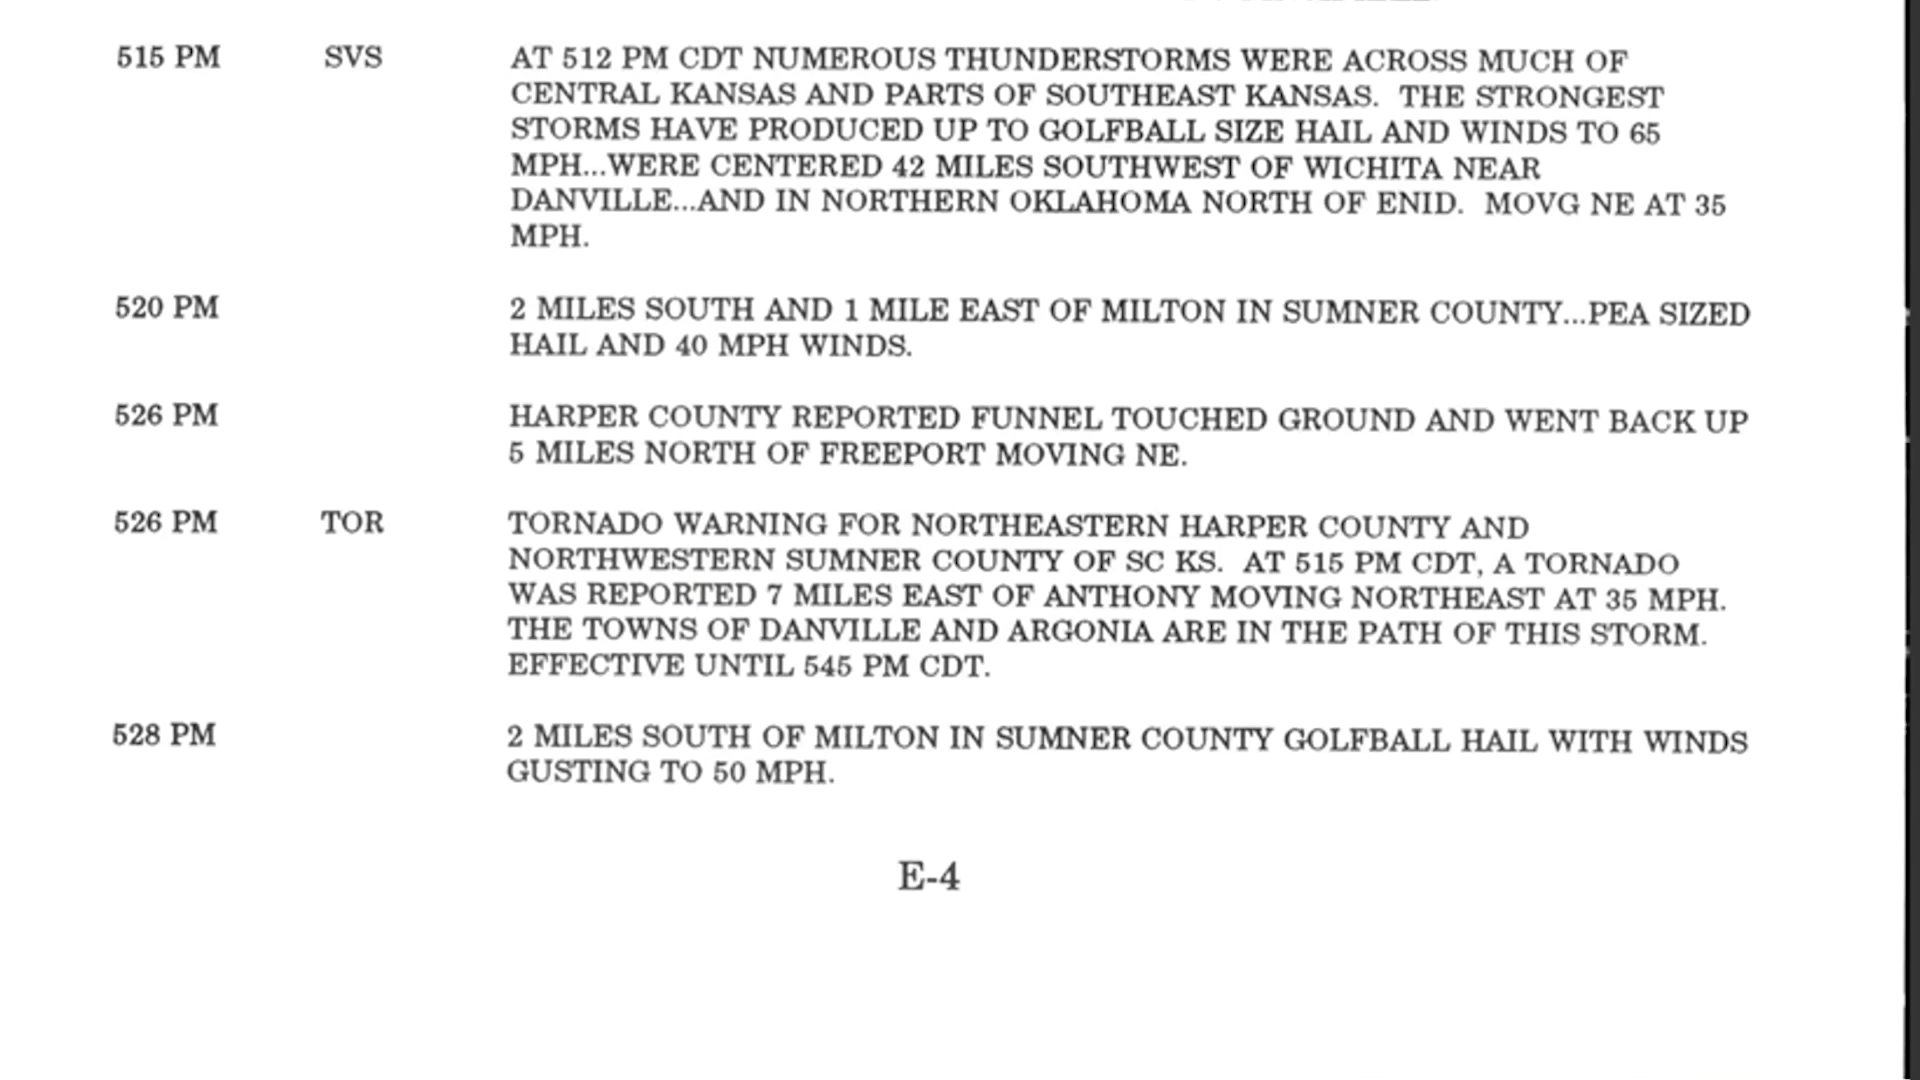 515 PM SVS AT 512 PM CDT NUMEROUS THUNDERSTORMS WERE ACROSS MUCH OF
CENTRAL KANSAS AND PARTS OF SOUTHEAST KANSAS. THE STRONGEST
STORMS HAVE PRODUCED UP TO GOLFBALL SIZE HAIL AND WINDS TO 65
MPH...WERE CENTERED 42 MILES SOUTHWEST OF WICHITA NEAR
DANVILLE...AND IN NORTHERN OKLAHOMA NORTH OF ENID. MOVG NE AT 35
MPH.
520 PM 2 MILES SOUTH AND 1 MILE EAST OF MILTON IN SUMNER COUNTY...PEA SIZED
HAIL AND 40 MPH WINDS.
526 PM HARPER COUNTY REPORTED FUNNEL TOUCHED GROUND AND WENT BACK UP
5 MILES NORTH OF FREEPORT MOVING NE.
526 PM TOR TORNADO WARNING FOR NORTHEASTERN HARPER COUNTY AND
NORTHWESTERN SUMNER COUNTY OF SC KS. AT 515 PM CDT, A TORNADO
WAS REPORTED 7 MILES EAST OF ANTHONY MOVING NORTHEAST AT 35 MPH.
THE TOWNS OF DANVILLE AND ARGONIA ARE IN THE PATH OF THIS STORM.
EFFECTIVE UNTIL 545 PM CDT.
528 PM 2 MILES SOUTH OF MILTON IN SUMNER COUNTY GOLFBALL HAIL WITH WINDS
GUSTING TO 50 MPH.
E-4